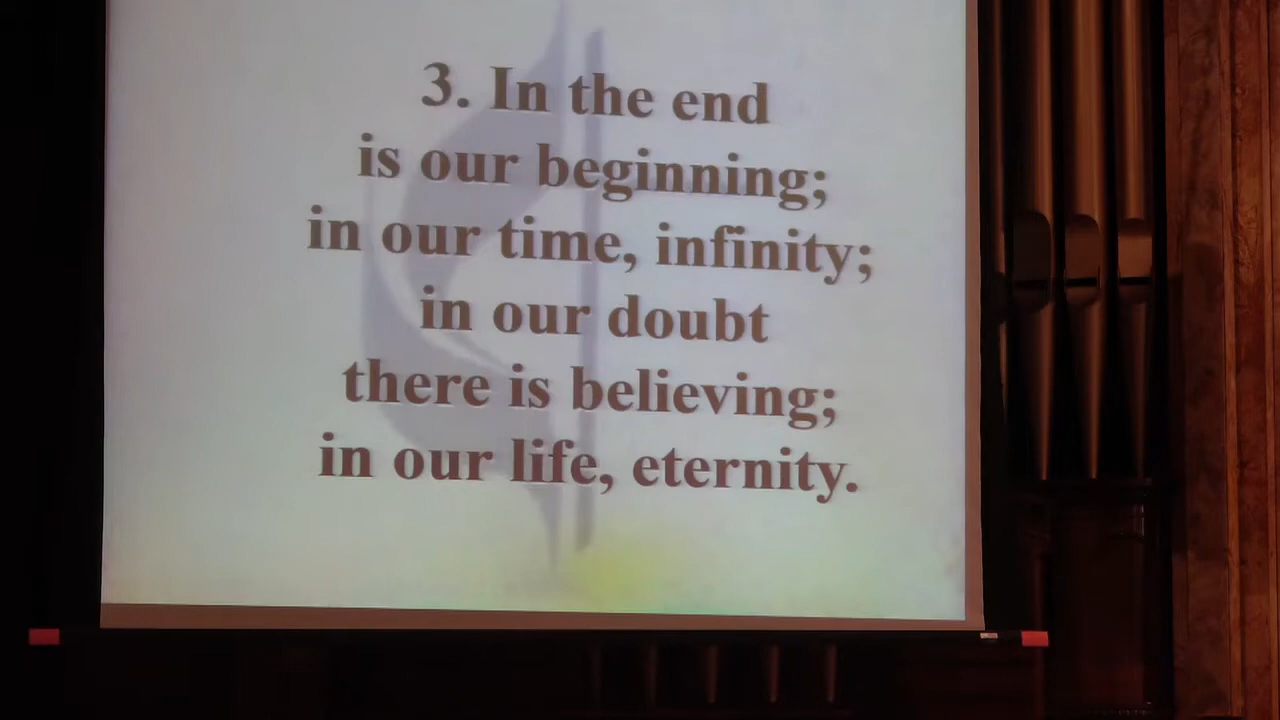 3. In the end
is our beginning;
in our time, infinity;
in our doubt
there is believing;
in our life, eternity.